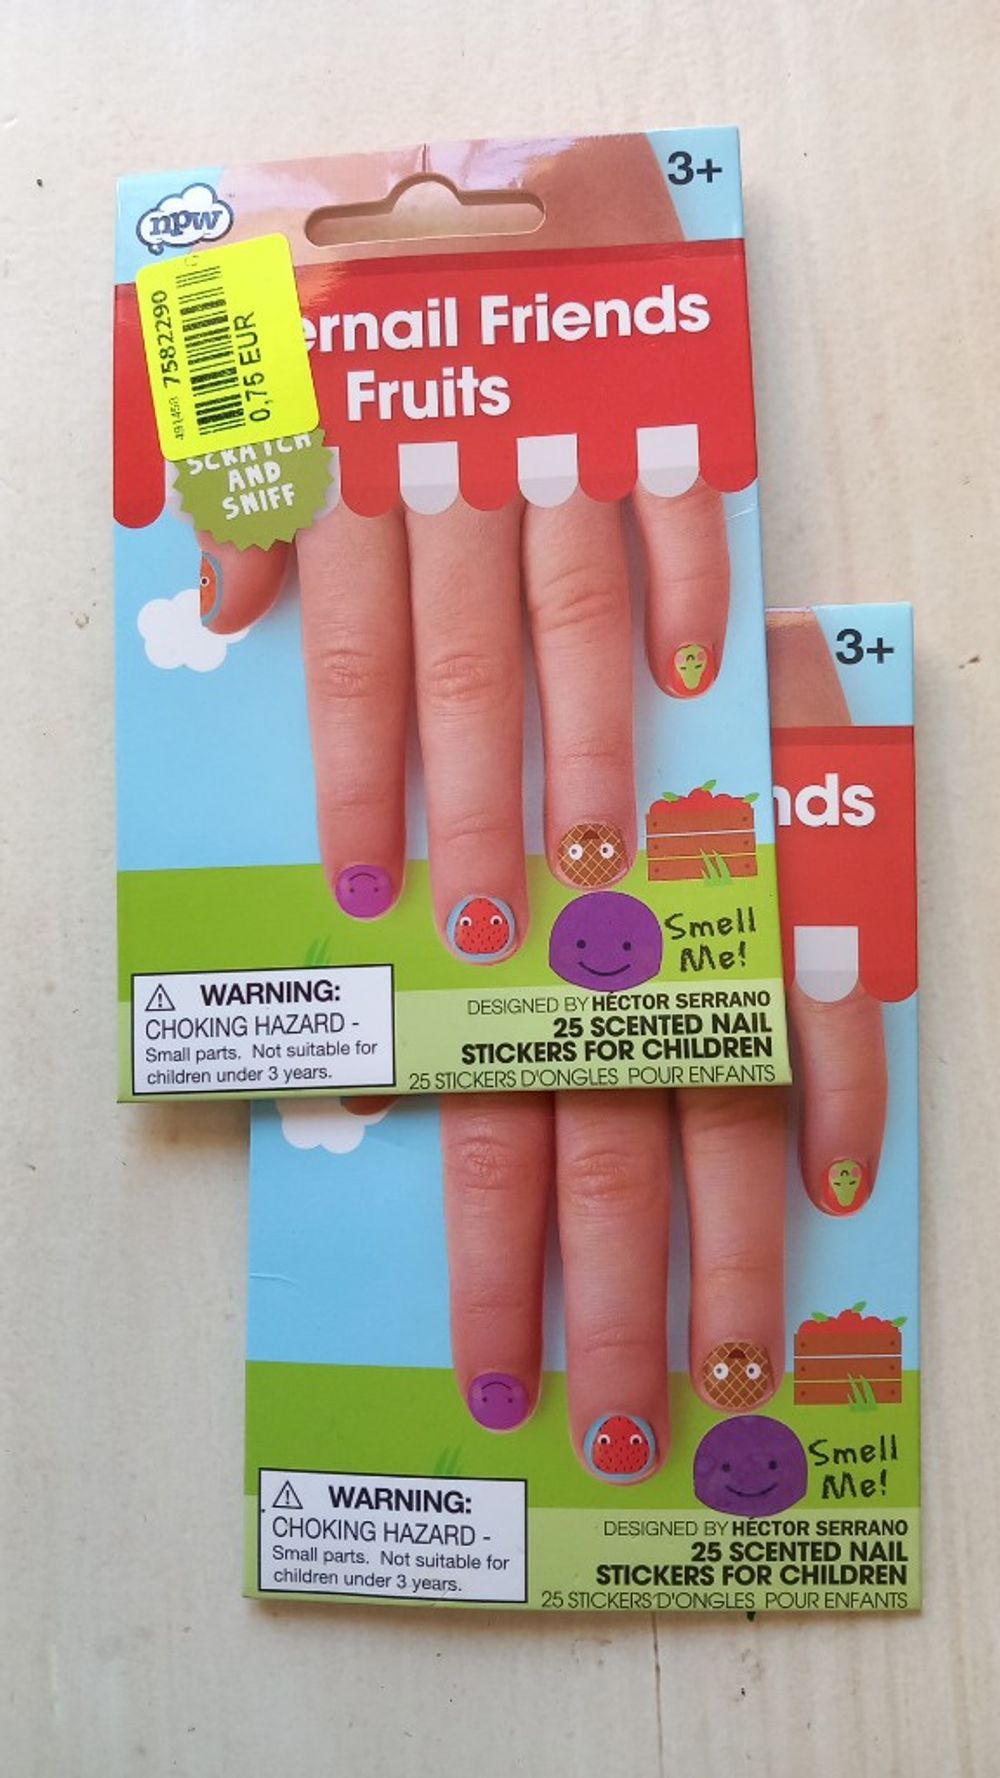 npw
3+
7582290
0,75 EUR
ernail Friends
Fruits
SCRATCH
AND
SNIFF
Smell
Me!
WARNING:
CHOKING HAZARD -
Small parts. Not suitable for
children under 3 years.
DESIGNED BY HÉCTOR SERRANO
25 SCENTED NAIL
STICKERS FOR CHILDREN
25 STICKERS D'ONGLES POUR ENFANTS
3+
nds
Smell
Me!
WARNING:
CHOKING HAZARD -
Small parts. Not suitable for
children under 3 years.
DESIGNED BY HÉCTOR SERRANO
25 SCENTED NAIL
STICKERS FOR CHILDREN
25 STICKERS D'ONGLES POUR ENFANTS